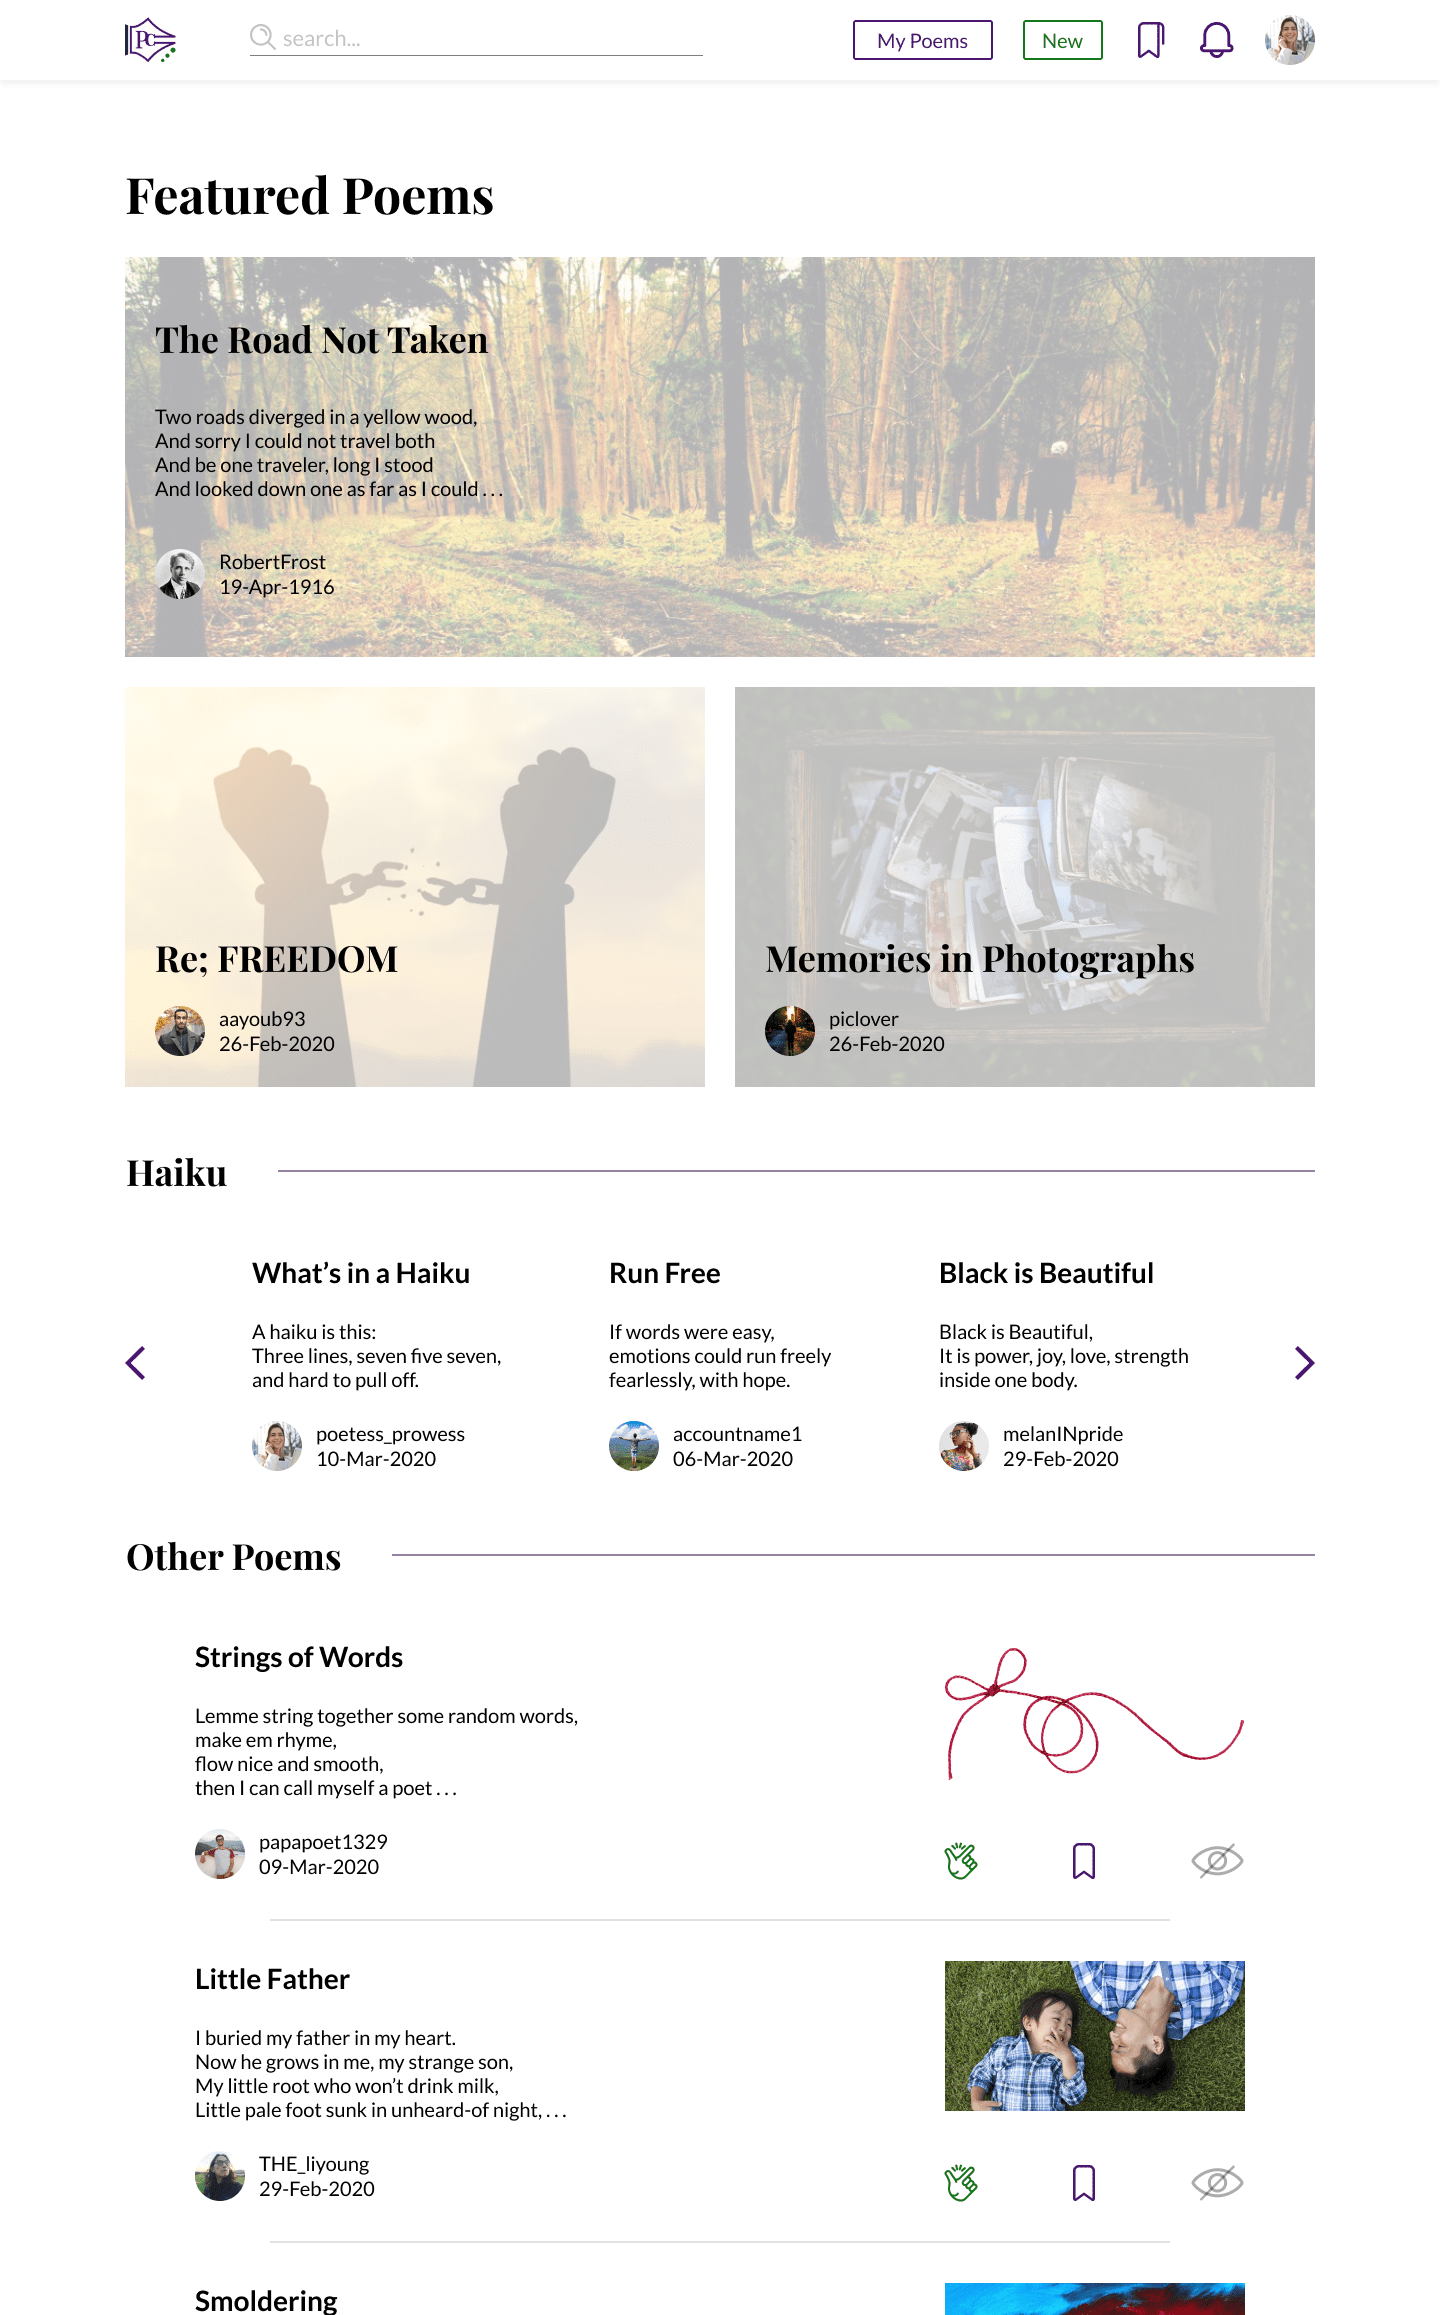 PC
search...
My Poems
New
Featured Poems
The Road Not Taken
Two roads diverged in a yellow wood,
And sorry I could not travel both
And be one traveler, long I stood
And looked down one as far as I could . . .
RobertFrost
19-Apr-1916
Re; FREEDOM
aayoub93
26-Feb-2020
Memories in Photographs
piclover
26-Feb-2020
Haiku
What’s in a Haiku
A haiku is this:
Three lines, seven five seven,
and hard to pull off.
poetess_prowess
10-Mar-2020
Run Free
If words were easy,
emotions could run freely
fearlessly, with hope.
accountname1
06-Mar-2020
Black is Beautiful
Black is Beautiful,
It is power, joy, love, strength
inside one body.
melanINpride
29-Feb-2020
Other Poems
Strings of Words
Lemme string together some random words,
make em rhyme,
flow nice and smooth,
then I can call myself a poet . . .
papapoet1329
09-Mar-2020
Little Father
I buried my father in my heart.
Now he grows in me, my strange son,
My little root who won’t drink milk,
Little pale foot sunk in unheard-of night, . . .
THE_liyoung
29-Feb-2020
Smoldering